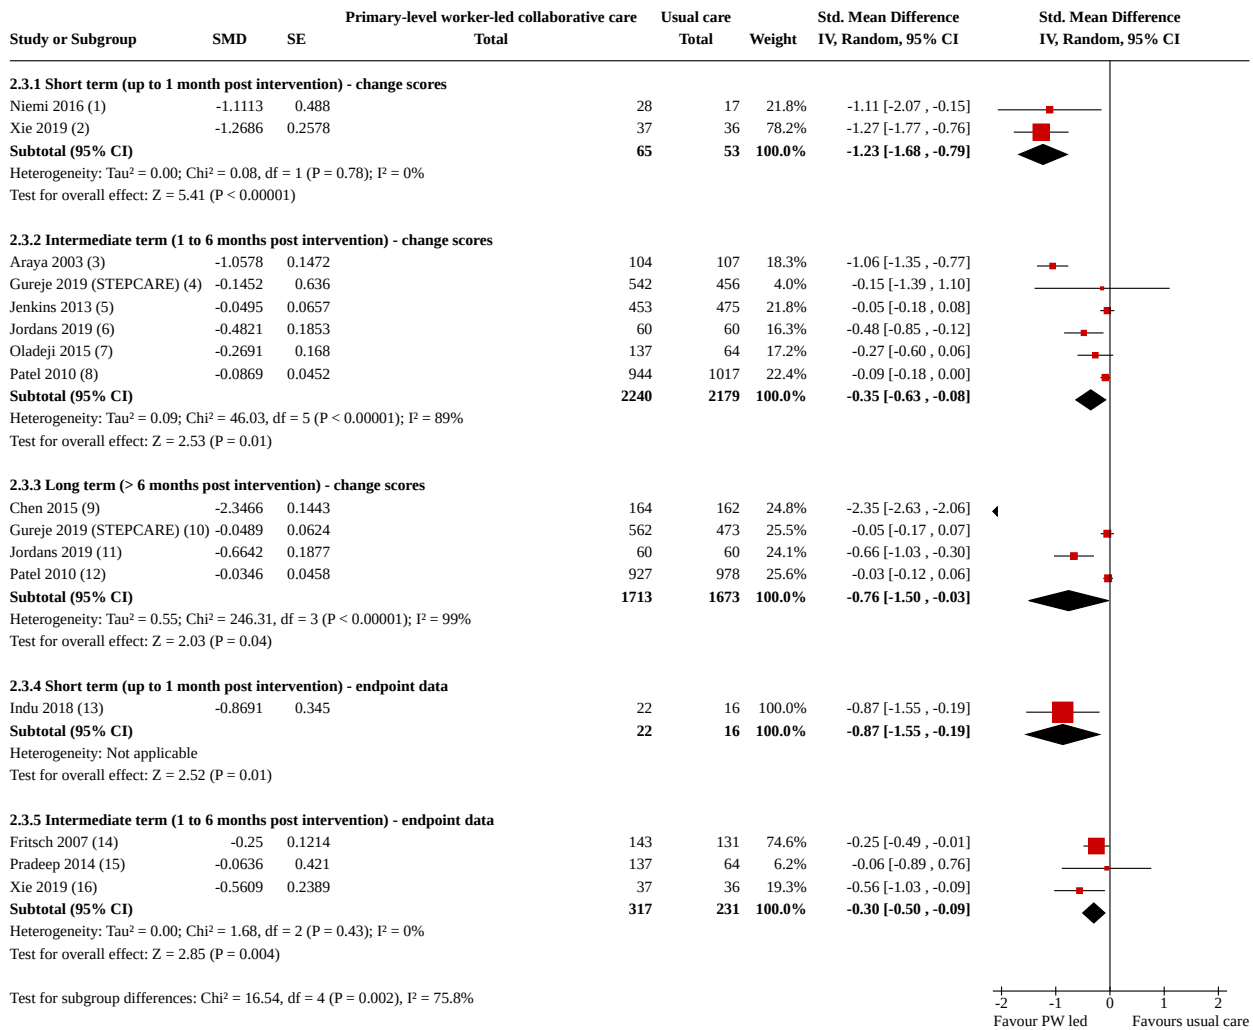 Primary-level worker-led collaborative care Usual care Std. Mean Difference Std. Mean Difference
Study or Subgroup SMD SE Total Total Weight IV, Random, 95% CI IV, Random, 95% CI
2.3.1 Short term (up to 1 month post intervention) - change scores
Niemi 2016 (1) -1.1113 0.488 28 17 21.8% -1.11 [-2.07 , -0.15]
Xie 2019 (2) -1.2686 0.2578 37 36 78.2% -1.27 [-1.77 , -0.76]
Subtotal (95% CI) 65 53 100.0% -1.23 [-1.68 , -0.79]
Heterogeneity: Tau² = 0.00; Chi² = 0.08, df = 1 (P = 0.78); I² = 0%
Test for overall effect: Z = 5.41 (P < 0.00001)
2.3.2 Intermediate term (1 to 6 months post intervention) - change scores
Araya 2003 (3) -1.0578 0.1472 104 107 18.3% -1.06 [-1.35 , -0.77]
Gureje 2019 (STEPCARE) (4) -0.1452 0.636 542 456 4.0% -0.15 [-1.39 , 1.10]
Jenkins 2013 (5) -0.0495 0.0657 453 475 21.8% -0.05 [-0.18 , 0.08]
Jordans 2019 (6) -0.4821 0.1853 60 60 16.3% -0.48 [-0.85 , -0.12]
Oladeji 2015 (7) -0.2691 0.168 137 64 17.2% -0.27 [-0.60 , 0.06]
Patel 2010 (8) -0.0869 0.0452 944 1017 22.4% -0.09 [-0.18 , 0.00]
Subtotal (95% CI) 2240 2179 100.0% -0.35 [-0.63 , -0.08]
Heterogeneity: Tau² = 0.09; Chi² = 46.03, df = 5 (P < 0.00001); I² = 89%
Test for overall effect: Z = 2.53 (P = 0.01)
2.3.3 Long term (> 6 months post intervention) - change scores
Chen 2015 (9) -2.3466 0.1443 164 162 24.8% -2.35 [-2.63 , -2.06]
Gureje 2019 (STEPCARE) (10) -0.0489 0.0624 562 473 25.5% -0.05 [-0.17 , 0.07]
Jordans 2019 (11) -0.6642 0.1877 60 60 24.1% -0.66 [-1.03 , -0.30]
Patel 2010 (12) -0.0346 0.0458 927 978 25.6% -0.03 [-0.12 , 0.06]
Subtotal (95% CI) 1713 1673 100.0% -0.76 [-1.50 , -0.03]
Heterogeneity: Tau² = 0.55; Chi² = 246.31, df = 3 (P < 0.00001); I² = 99%
Test for overall effect: Z = 2.03 (P = 0.04)
2.3.4 Short term (up to 1 month post intervention) - endpoint data
Indu 2018 (13) -0.8691 0.345 22 16 100.0% -0.87 [-1.55 , -0.19]
Subtotal (95% CI) 22 16 100.0% -0.87 [-1.55 , -0.19]
Heterogeneity: Not applicable
Test for overall effect: Z = 2.52 (P = 0.01)
2.3.5 Intermediate term (1 to 6 months post intervention) - endpoint data
Fritsch 2007 (14) -0.25 0.1214 143 131 74.6% -0.25 [-0.49 , -0.01]
Pradeep 2014 (15) -0.0636 0.421 137 64 6.2% -0.06 [-0.89 , 0.76]
Xie 2019 (16) -0.5609 0.2389 37 36 19.3% -0.56 [-1.03 , -0.09]
Subtotal (95% CI) 317 231 100.0% -0.30 [-0.50 , -0.09]
Heterogeneity: Tau² = 0.00; Chi² = 1.68, df = 2 (P = 0.43); I² = 0%
Test for overall effect: Z = 2.85 (P = 0.004)
Test for subgroup differences: Chi² = 16.54, df = 4 (P = 0.002), I² = 75.8%
-2 -1 0 1 2
Favour PW led Favours usual care